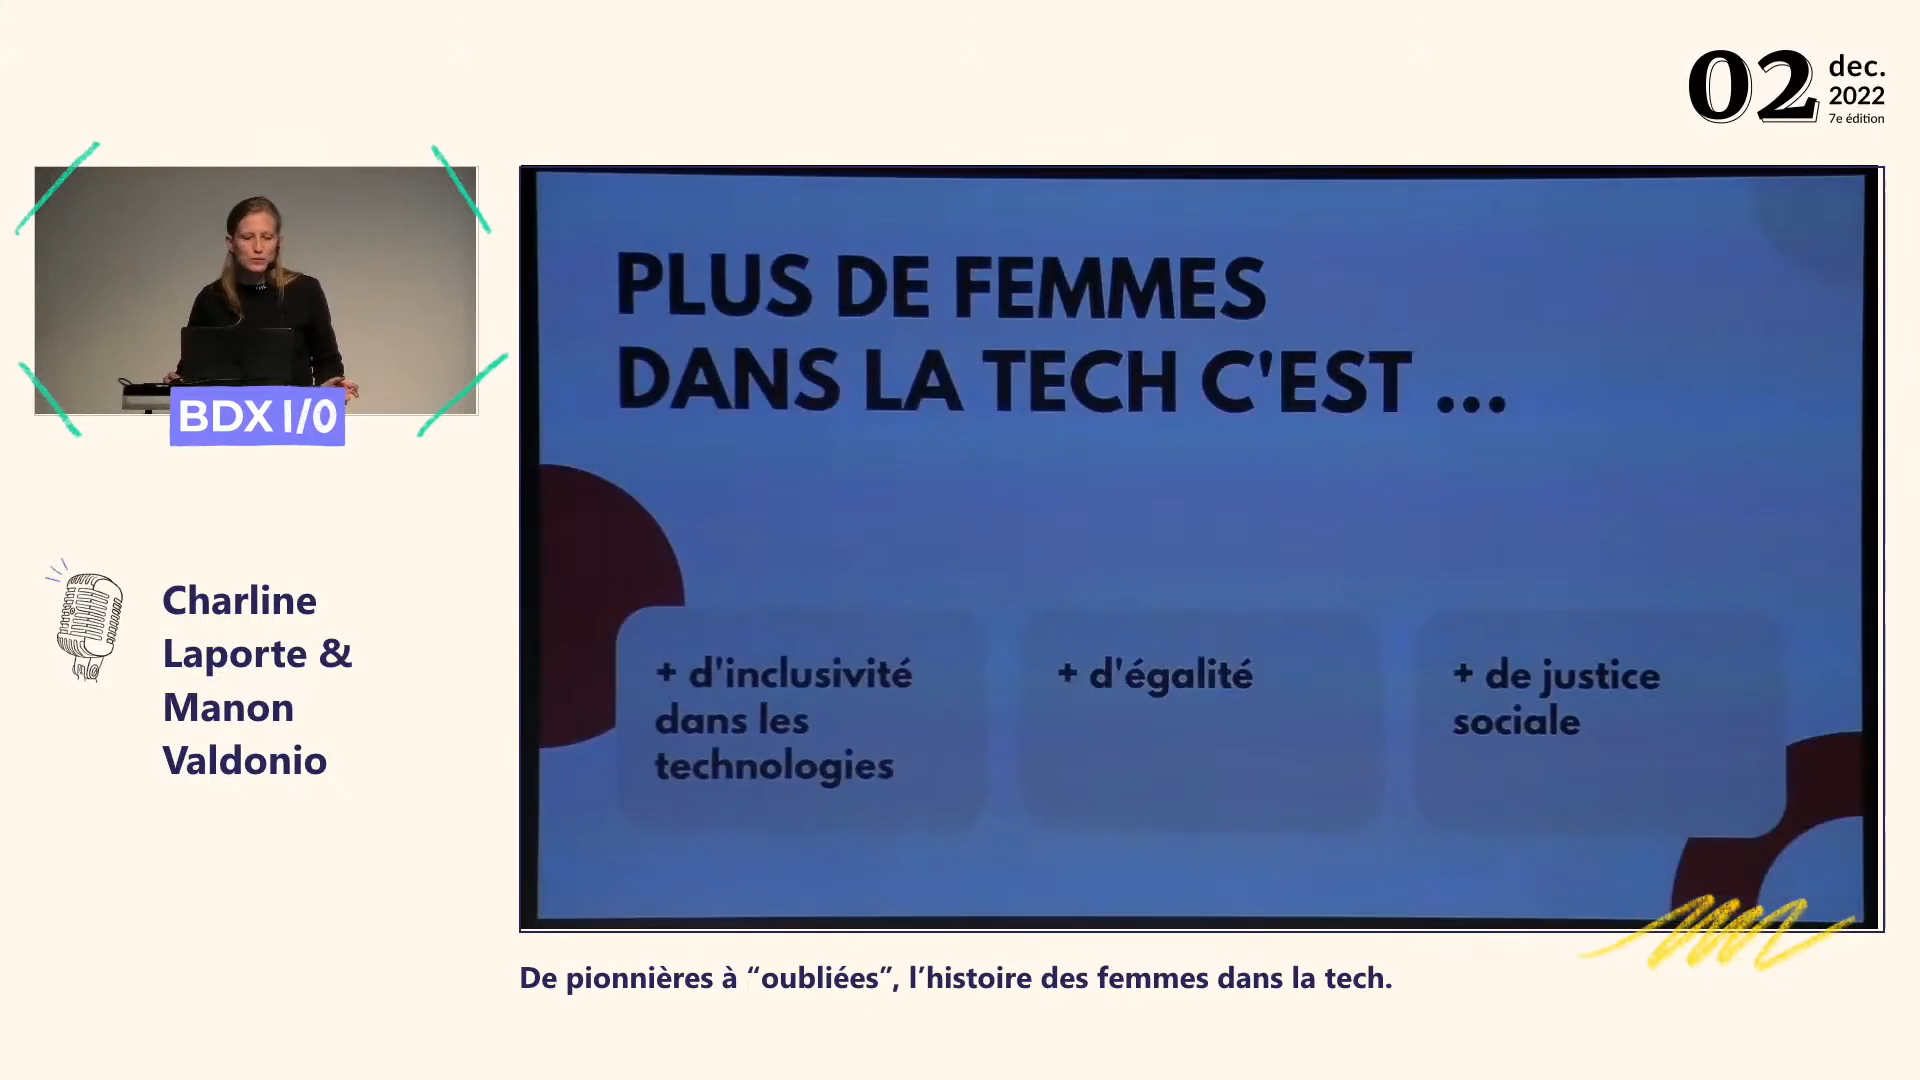 02
dec.
2022
7e édition
BDX I/O
Charline
Laporte &
Manon
Valdonio
PLUS DE FEMMES
DANS LA TECH C'EST ...
+ d'inclusivité
dans les
technologies
+ d'égalité
+ de justice
sociale
De pionnières à “oubliées”, l’histoire des femmes dans la tech.